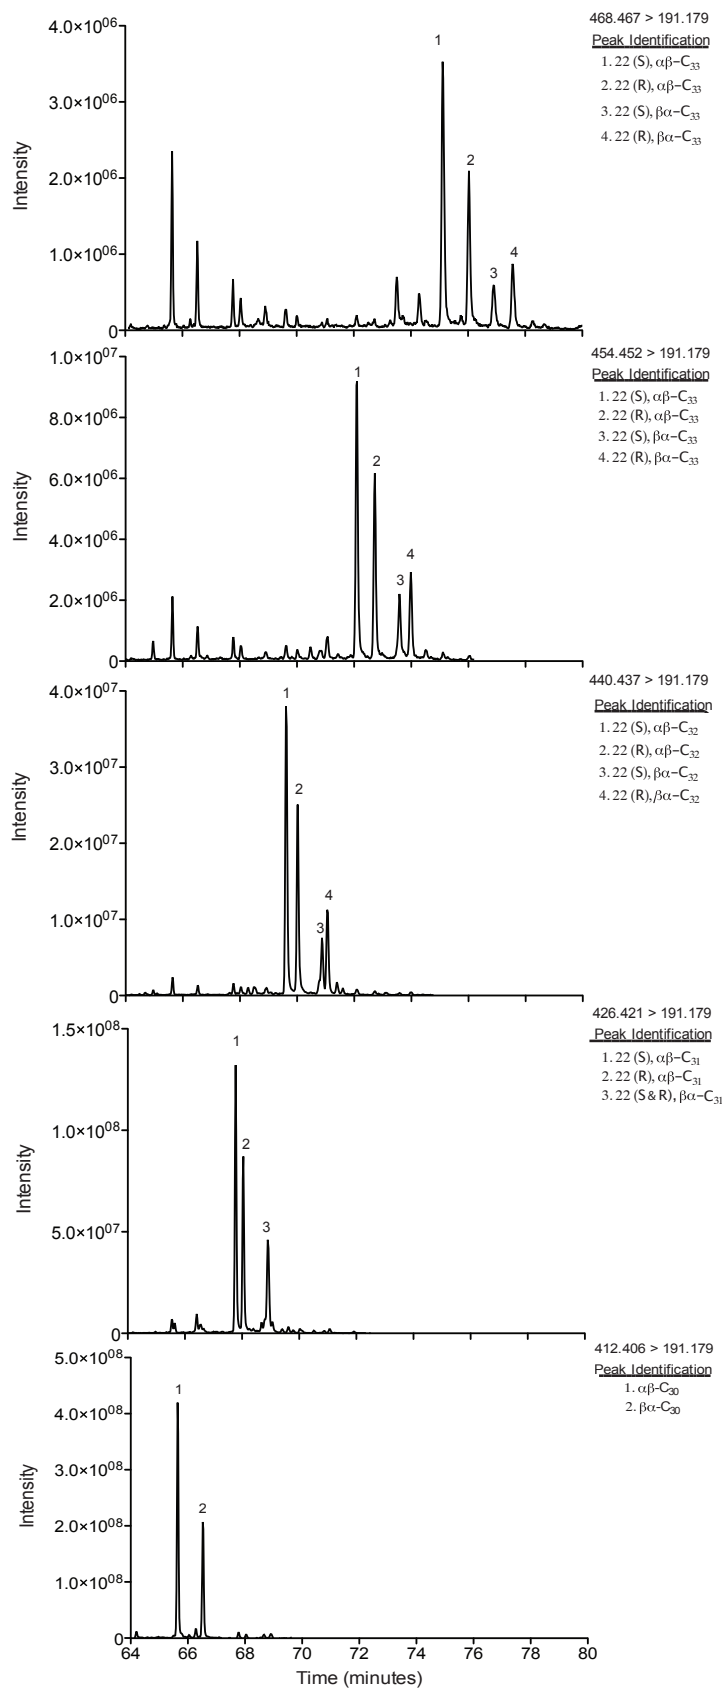 468.467 > 191.179
Peak Identification
1. 22 (S), αβ–C33
2. 22 (R), αβ–C33
3. 22 (S), βα–C33
4. 22 (R), βα–C33
4.0×10^06
3.0×10^06
2.0×10^06
1.0×10^06
0
Intensity
1
2
3
4
454.452 > 191.179
Peak Identification
1. 22 (S), αβ–C33
2. 22 (R), αβ–C33
3. 22 (S), βα–C33
4. 22 (R), βα–C33
1.0×10^07
8.0×10^06
6.0×10^06
4.0×10^06
2.0×10^06
0
Intensity
1
2
3
4
440.437 > 191.179
Peak Identification
1. 22 (S), αβ–C32
2. 22 (R), αβ–C32
3. 22 (S), βα–C32
4. 22 (R), βα–C32
4.0×10^07
3.0×10^07
2.0×10^07
1.0×10^07
0
Intensity
1
2
3
4
426.421 > 191.179
Peak Identification
1. 22 (S), αβ–C31
2. 22 (R), αβ–C31
3. 22 (S & R), βα–C31
1.5×10^08
1.0×10^08
5.0×10^07
0
Intensity
1
2
3
412.406 > 191.179
Peak Identification
1. αβ-C30
2. βα-C30
5.0×10^08
4.0×10^08
3.0×10^08
2.0×10^08
1.0×10^08
0
Intensity
1
2
64 66 68 70 72 74 76 78 80
Time (minutes)